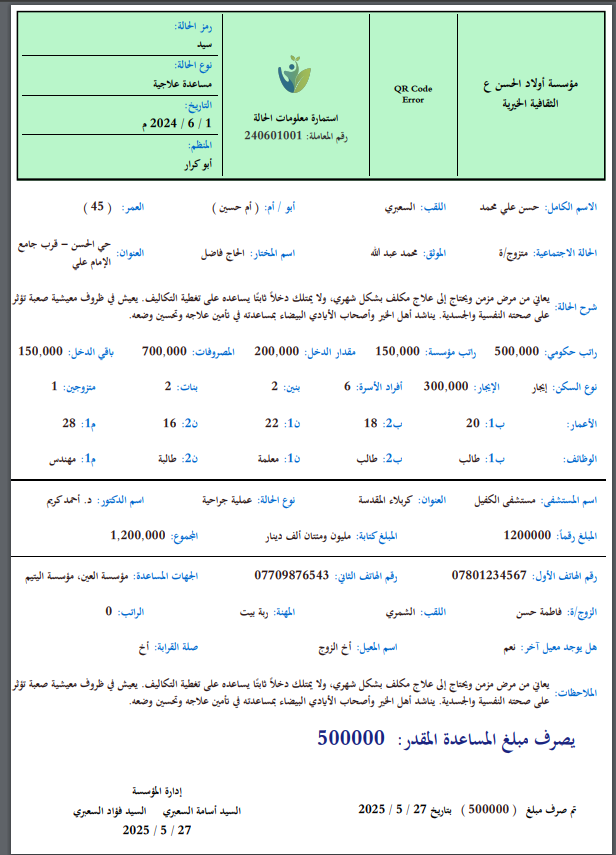 مؤسسة أولاد الحسن ع
الثقافية الخيرية
QR Code
Error
استمارة معلومات الحالة
رقم المعاملة: 240601001
رمز الحالة:
سيد
نوع الحالة:
مساعدة علاجية
التاريخ:
1 / 6 / 2024 م
المنظم:
أبو كرار
الاسم الكامل: حسن علي محمد اللقب: السعبري أبو / أم: ( أم حسين ) العمر: ( 45 )
الحالة الاجتماعية: متزوج/ة الموثق: محمد عبد الله اسم المختار: الحاج فاضل العنوان: حي الحسن – قرب جامع
الإمام علي
شرح الحالة: يعاني من مرض مزمن ويحتاج إلى علاج مكلف بشكل شهري، ولا يمتلك دخلاً ثابتًا يساعده على تغطية التكاليف. يعيش في ظروف معيشية صعبة تؤثر
على صحته النفسية والجسدية. يناشد أهل الخير وأصحاب الأيادي البيضاء بمساعدته في تأمين علاجه وتحسين وضعه.
راتب حكومي: 500,000 راتب مؤسسة: 150,000 مقدار الدخل: 200,000 المصروفات: 700,000 باقي الدخل: 150,000
نوع السكن: إيجار الإيجار: 300,000 أفراد الأسرة: 6 بنين: 2 بنات: 2 متزوجين: 1
الأعمار: ب1: 20 ب2: 18 ن1: 22 ن2: 16 م1: 28
الوظائف: ب1: طالب ب2: طالب ن1: معلمة ن2: طالبة م1: مهندس
اسم المستشفى: مستشفى الكفيل العنوان: كربلاء المقدسة نوع الحالة: عملية جراحية اسم الدكتور: د. أحمد كريم
المبلغ رقماً: 1200000 المبلغ كتابة: مليون ومئتان ألف دينار المجموع: 1,200,000
رقم الهاتف الأول: 07801234567 رقم الهاتف الثاني: 07709876543 الجهات المساعدة: مؤسسة العين، مؤسسة اليتيم
الزوج/ة: فاطمة حسن اللقب: الشمري المهنة: ربة بيت الراتب: 0
هل يوجد معيل آخر: نعم اسم المعيل: أخ الزوج صلة القرابة: أخ
الملاحظات: يعاني من مرض مزمن ويحتاج إلى علاج مكلف بشكل شهري، ولا يمتلك دخلاً ثابتًا يساعده على تغطية التكاليف. يعيش في ظروف معيشية صعبة تؤثر
على صحته النفسية والجسدية. يناشد أهل الخير وأصحاب الأيادي البيضاء بمساعدته في تأمين علاجه وتحسين وضعه.
يصرف مبلغ المساعدة المقدر: 500000
تم صرف مبلغ ( 500000 ) بتاريخ 27 / 5 / 2025
إدارة المؤسسة
السيد أسامة السعبري السيد فؤاد السعبري
27 / 5 / 2025